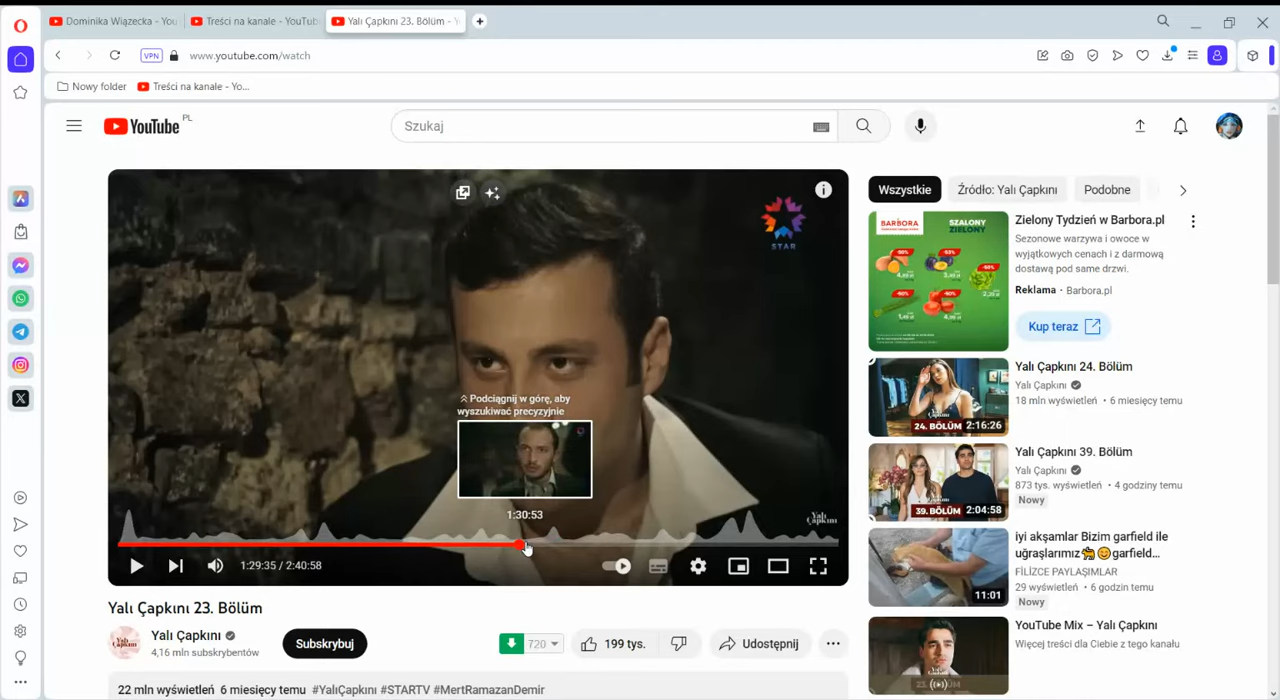 Dominika Wiązecka - You
Treści na kanale - YouTub
Yalı Çapkını 23. Bölüm - Y
VPN
www.youtube.com/watch
Nowy folder
Treści na kanale - Yo...
YouTube
PL
Szukaj
STAR
Podciągnij w górę, aby
wyszukiwać precyzyjnie
1:30:53
Yalı
Çapkını
1:29:35 / 2:40:58
Yalı Çapkını 23. Bölüm
Yalı Çapkını
4,16 mln subskrybentów
Subskrybuj
720
199 tys.
Udostępnij
22 mln wyświetleń 6 miesięcy temu #YalıÇapkını #STARTV #MertRamazanDemir
Wszystkie
Źródło: Yalı Çapkını
Podobne
BARBORA
SZALONY
ZIELONY
Zielony Tydzień w Barbora.pl
Sezonowe warzywa i owoce w
wyjątkowych cenach i z darmową
dostawą pod same drzwi.
Reklama · Barbora.pl
Kup teraz
24. BÖLÜM
2:16:26
Yalı Çapkını 24. Bölüm
Yalı Çapkını
18 mln wyświetleń · 6 miesięcy temu
39. BÖLÜM
2:04:58
Yalı Çapkını 39. Bölüm
Yalı Çapkını
873 tys. wyświetleń · 4 godziny temu
Nowy
11:01
iyi akşamlar Bizim garfield ile
uğraşlarımız🐈😊garfield...
FİLİZCE PAYLAŞIMLAR
29 wyświetleń · 6 godzin temu
Nowy
YouTube Mix – Yalı Çapkını
Więcej treści dla Ciebie z tego kanału